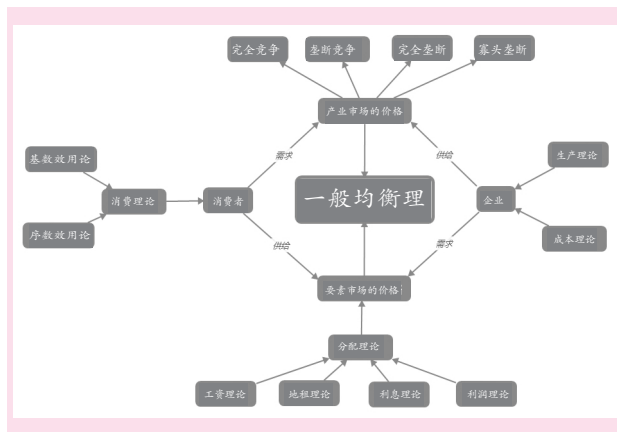 完全竞争
垄断竞争
完全垄断
寡头垄断
产业市场的价格
需求
供给
基数效用论
生产理论
消费理论
消费者
一般均衡理
企业
序数效用论
成本理论
供给
需求
要素市场的价格
分配理论
工资理论
地租理论
利息理论
利润理论